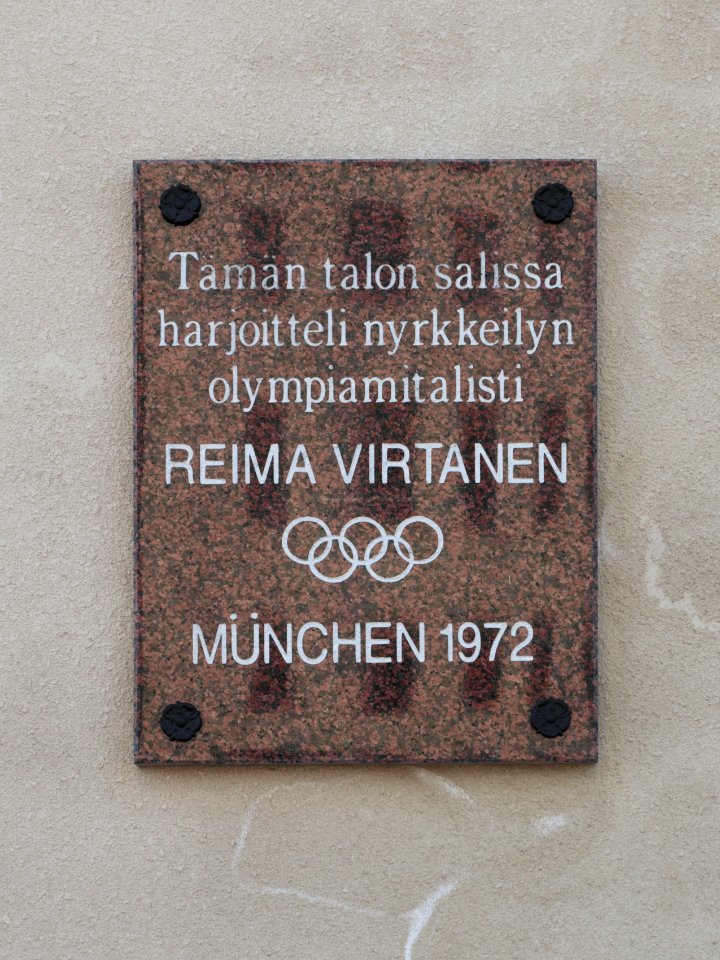 Tämän talon salissa
harjoitteli nyrkkeilyn
olympiamitalisti
REIMA VIRTANEN
MÜNCHEN 1972